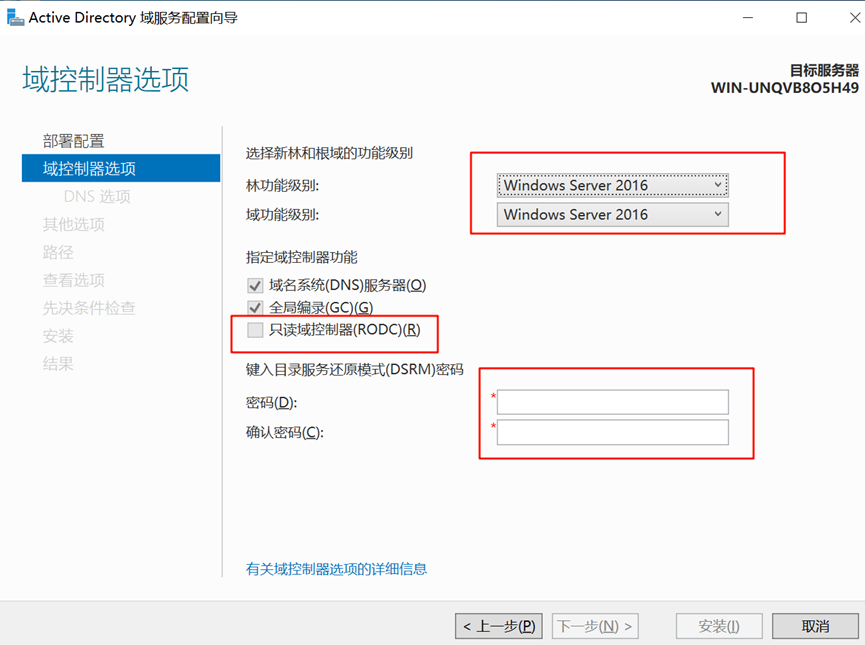 Active Directory 域服务配置向导
域控制器选项
目标服务器
WIN-UNQVB8O5H49
部署配置
域控制器选项
DNS 选项
其他选项
路径
查看选项
先决条件检查
安装
结果
选择新林和根域的功能级别
林功能级别: Windows Server 2016
域功能级别: Windows Server 2016
指定域控制器功能
域名系统(DNS)服务器(O)
全局编录(GC)(G)
只读域控制器(RODC)(R)
键入目录服务还原模式(DSRM)密码
密码(D): *
确认密码(C): *
有关域控制器选项的详细信息
< 上一步(P) 下一步(N) > 安装(I) 取消